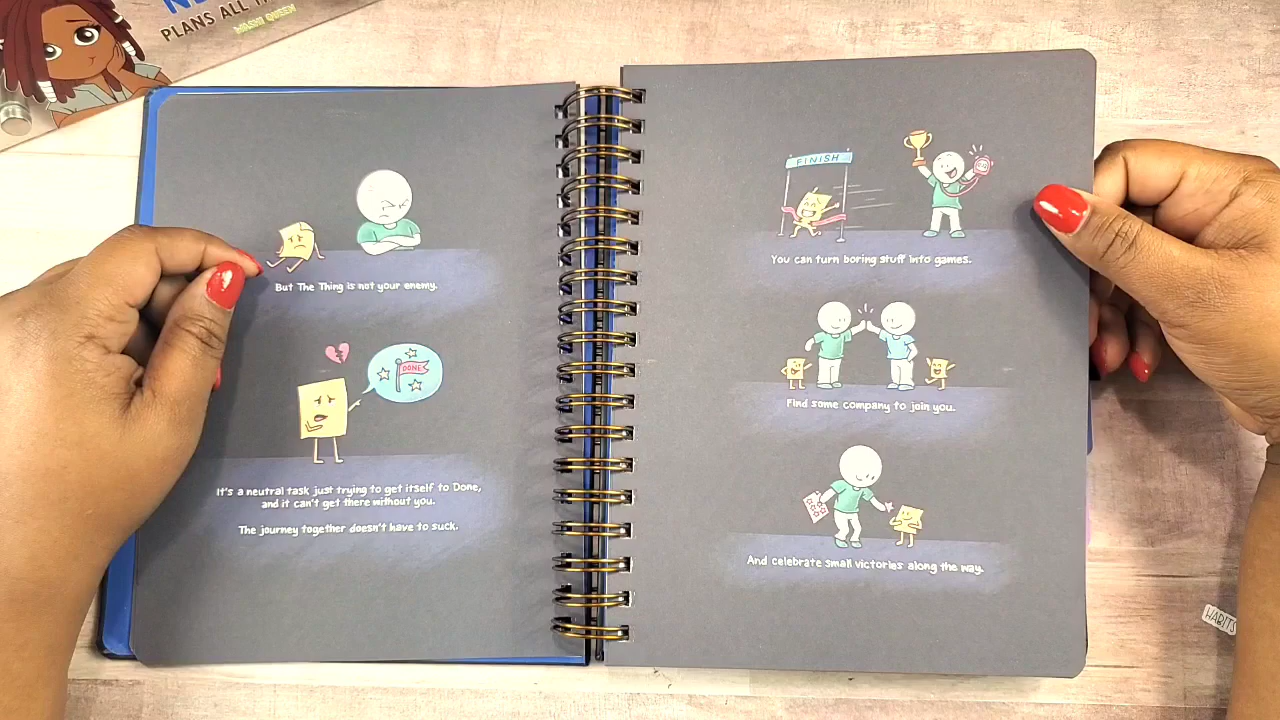 PLANS ALL
WASHI QUEEN
But The Thing is not your enemy.
DONE
It's a neutral task just trying to get itself to Done,
and it can't get there without you.
The journey together doesn't have to suck.
FINISH
You can turn boring stuff into games.
Find some company to join you.
And celebrate small victories along the way.
HABITS